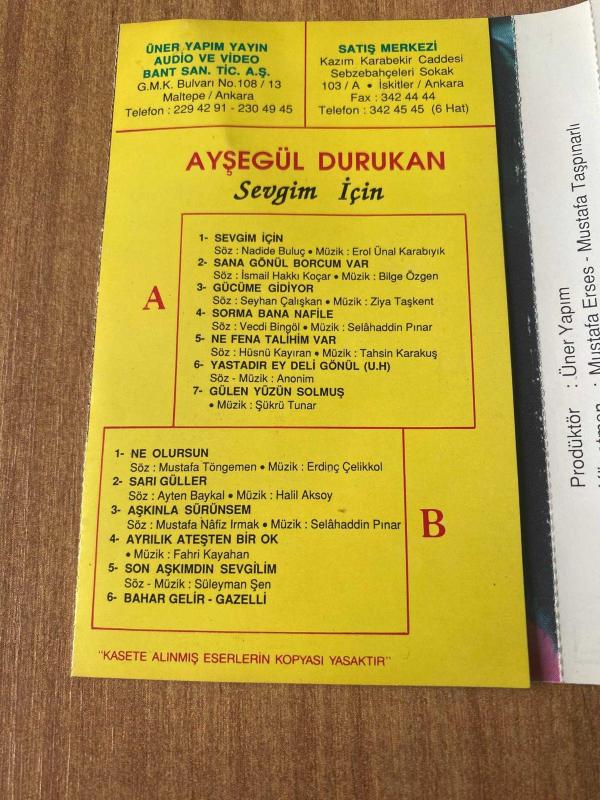 ÜNER YAPIM YAYIN
AUDİO VE VİDEO
BANT SAN. TİC. A.Ş.
G.M.K. Bulvarı No.108 / 13
Maltepe / Ankara
Telefon : 229 42 91 - 230 49 45
SATIŞ MERKEZİ
Kazım Karabekir Caddesi
Sebzebahçeleri Sokak
103 / A • İskitler / Ankara
Fax : 342 44 44
Telefon : 342 45 45 (6 Hat)
AYŞEGÜL DURUKAN
Sevgim İçin
A
1- SEVGİM İÇİN
Söz : Nadide Buluç • Müzik : Erol Ünal Karabıyık
2- SANA GÖNÜL BORCUM VAR
Söz : İsmail Hakkı Koçar • Müzik : Bilge Özgen
3- GÜCÜME GİDİYOR
Söz : Seyhan Çalışkan • Müzik : Ziya Taşkent
4- SORMA BANA NAFİLE
Söz : Vecdi Bingöl • Müzik : Selâhaddin Pınar
5- NE FENA TALİHİM VAR
Söz : Hüsnü Kayıran • Müzik : Tahsin Karakuş
6- YASTADIR EY DELİ GÖNÜL (U.H)
Söz - Müzik : Anonim
7- GÜLEN YÜZÜN SOLMUŞ
• Müzik : Şükrü Tunar
B
1- NE OLURSUN
Söz : Mustafa Töngemen • Müzik : Erdinç Çelikkol
2- SARI GÜLLER
Söz : Ayten Baykal • Müzik : Halil Aksoy
3- AŞKINLA SÜRÜNSEM
Söz : Mustafa Nâfiz Irmak • Müzik : Selâhaddin Pınar
4- AYRILIK ATEŞTEN BİR OK
• Müzik : Fahri Kayahan
5- SON AŞKIMDIN SEVGİLİM
Söz - Müzik : Süleyman Şen
6- BAHAR GELİR - GAZELLİ
"KASETE ALINMIŞ ESERLERİN KOPYASI YASAKTIR"
Prodüktör : Üner Yapım
: Mustafa Erses - Mustafa Taşpınarlı